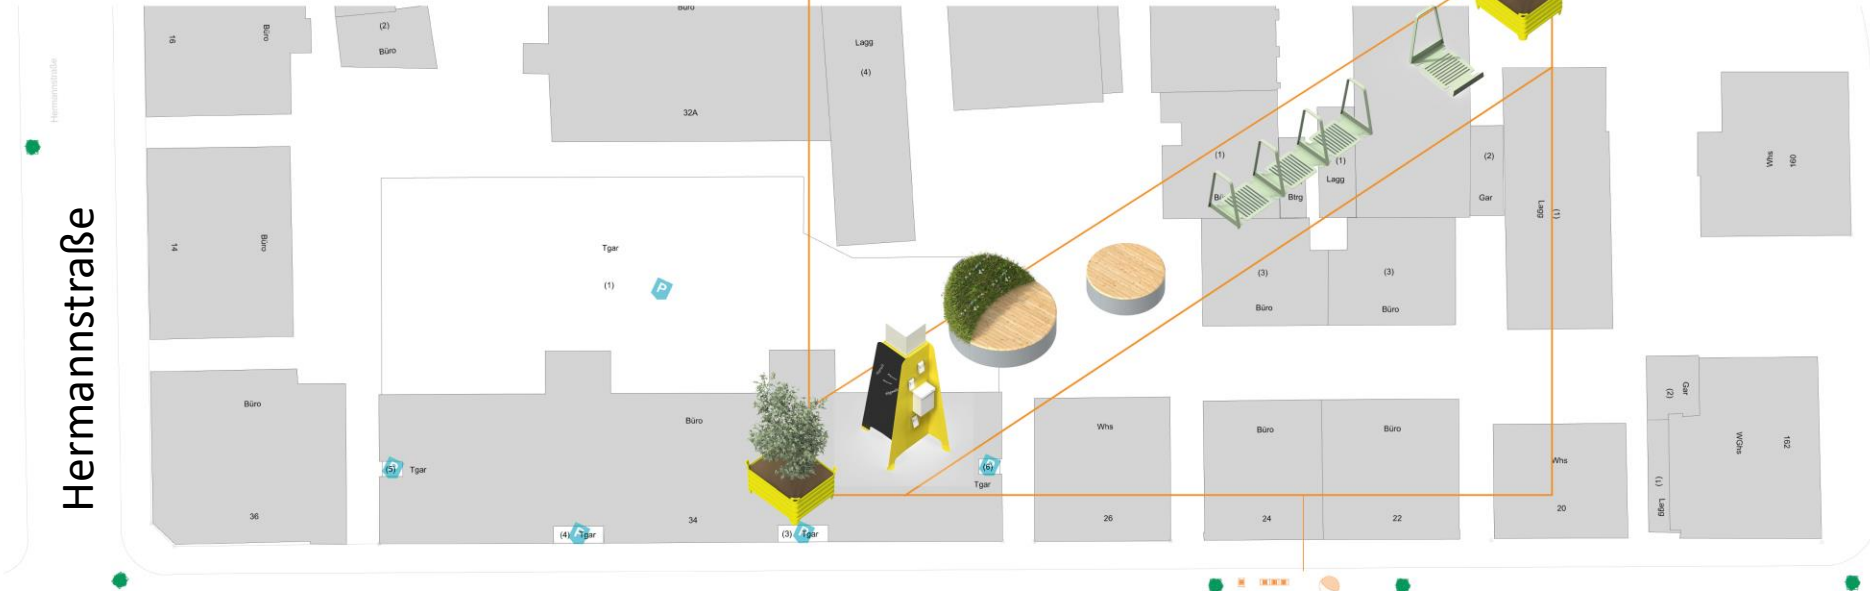 Büro
16
Büro
(2)
Büro
Hermannstraße
Lagg
(4)
32A
(1)
(1)
Lagg
Btrg
(2)
Gar
Lagg
(1)
Whs
160
14
Büro
Hermannstraße
Tgar
(1)
P
(3)
Büro
(3)
Büro
Büro
36
Büro
(5)
Tgar
34
(4)
Tgar
(3)
Tgar
(6)
Tgar
Whs
26
Büro
24
Büro
22
Whs
20
Gar
(2)
(1)
Lagg
WGhs
162